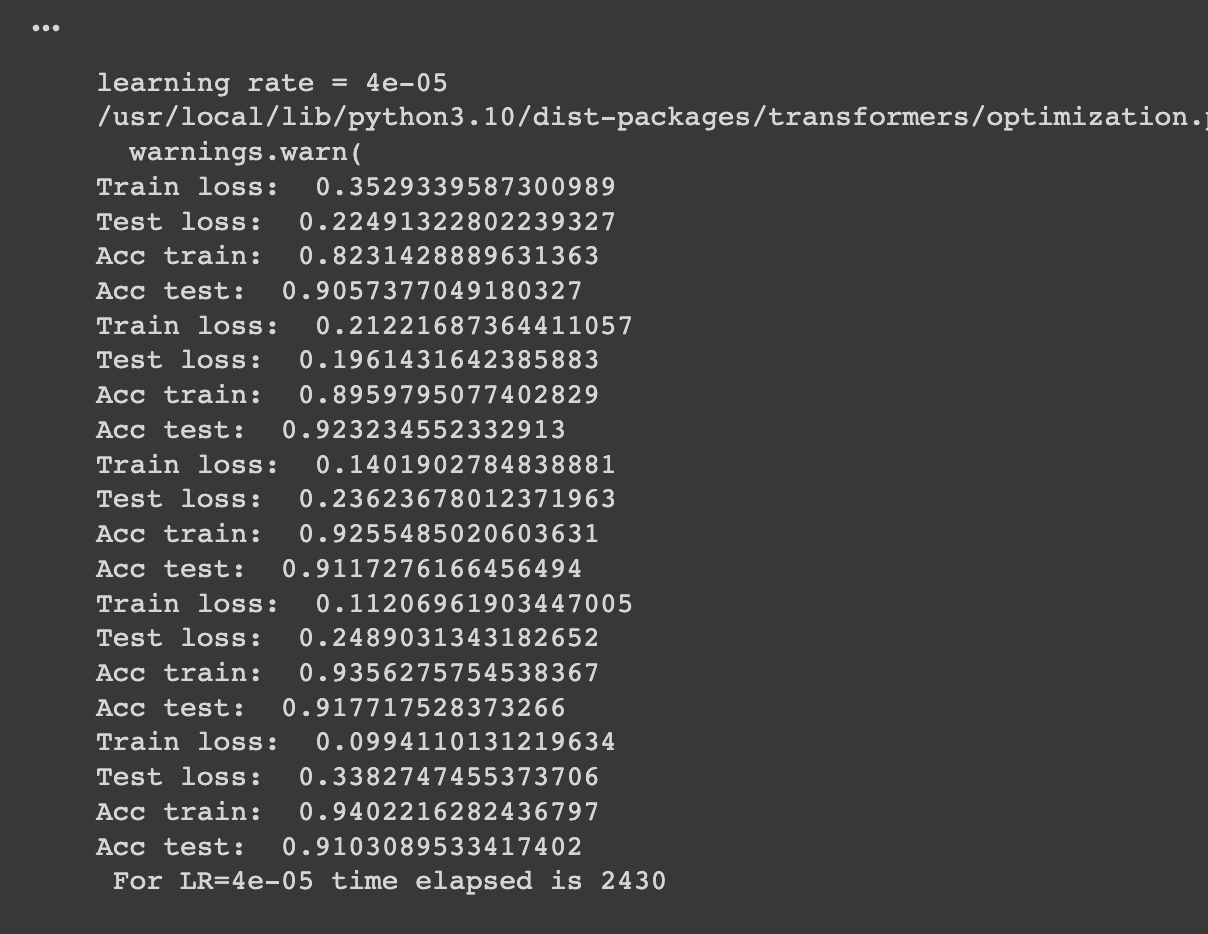 ...
learning rate = 4e-05
/usr/local/lib/python3.10/dist-packages/transformers/optimization.p
warnings.warn(
Train loss:  0.3529339587300989
Test loss:  0.22491322802239327
Acc train:  0.8231428889631363
Acc test:  0.9057377049180327
Train loss:  0.21221687364411057
Test loss:  0.1961431642385883
Acc train:  0.8959795077402829
Acc test:  0.923234552332913
Train loss:  0.1401902784838881
Test loss:  0.23623678012371963
Acc train:  0.9255485020603631
Acc test:  0.9117276166456494
Train loss:  0.11206961903447005
Test loss:  0.2489031343182652
Acc train:  0.9356275754538367
Acc test:  0.917717528373266
Train loss:  0.0994110131219634
Test loss:  0.3382747455373706
Acc train:  0.9402216282436797
Acc test:  0.9103089533417402
For LR=4e-05 time elapsed is 2430